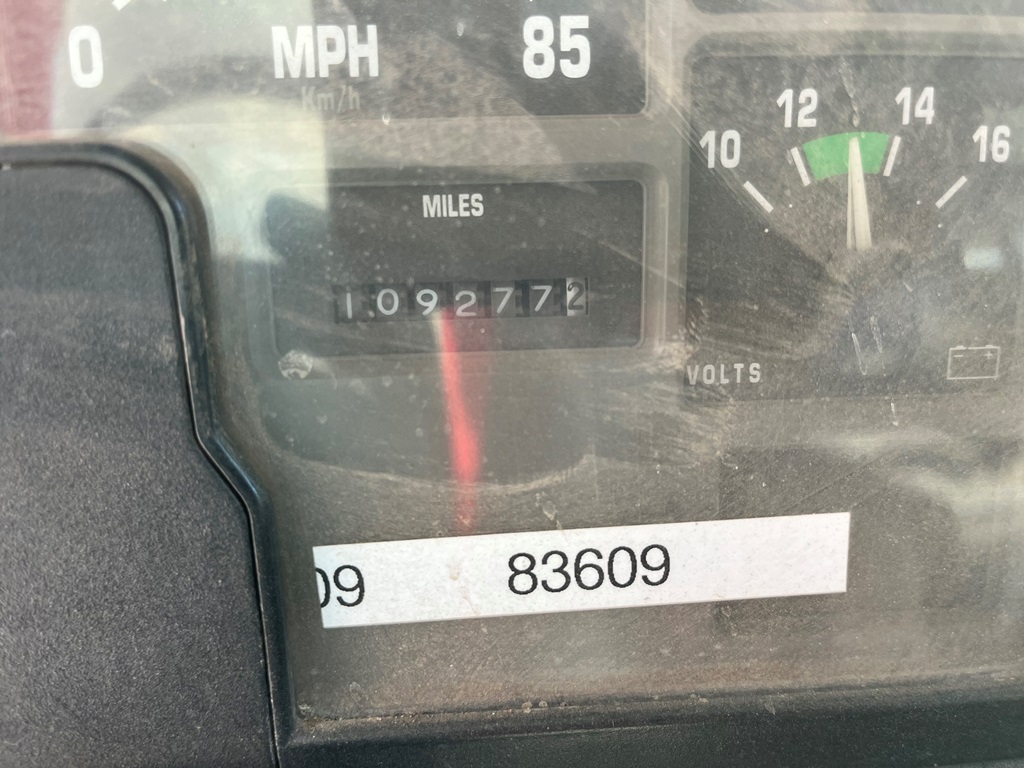 0 MPH 85
Km/h
12 14
10 16
MILES
1092772
VOLTS - +
09 83609